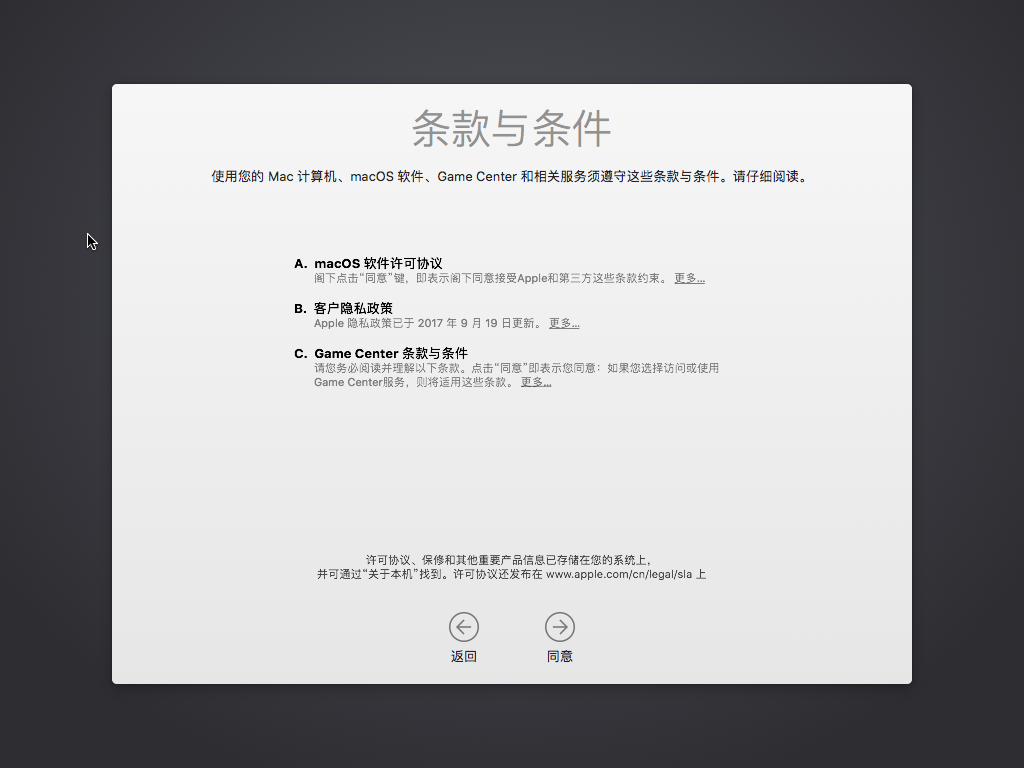 条款与条件
使用您的 Mac 计算机、macOS 软件、Game Center 和相关服务须遵守这些条款与条件。请仔细阅读。
A. macOS 软件许可协议
阁下点击“同意”键，即表示阁下同意接受Apple和第三方这些条款约束。 更多...
B. 客户隐私政策
Apple 隐私政策已于 2017 年 9 月 19 日更新。 更多...
C. Game Center 条款与条件
请您务必阅读并理解以下条款。点击“同意”即表示您同意：如果您选择访问或使用
Game Center服务，则将适用这些条款。 更多...
许可协议、保修和其他重要产品信息已存储在您的系统上，
并可通过“关于本机”找到。许可协议还发布在 www.apple.com/cn/legal/sla 上
返回
同意